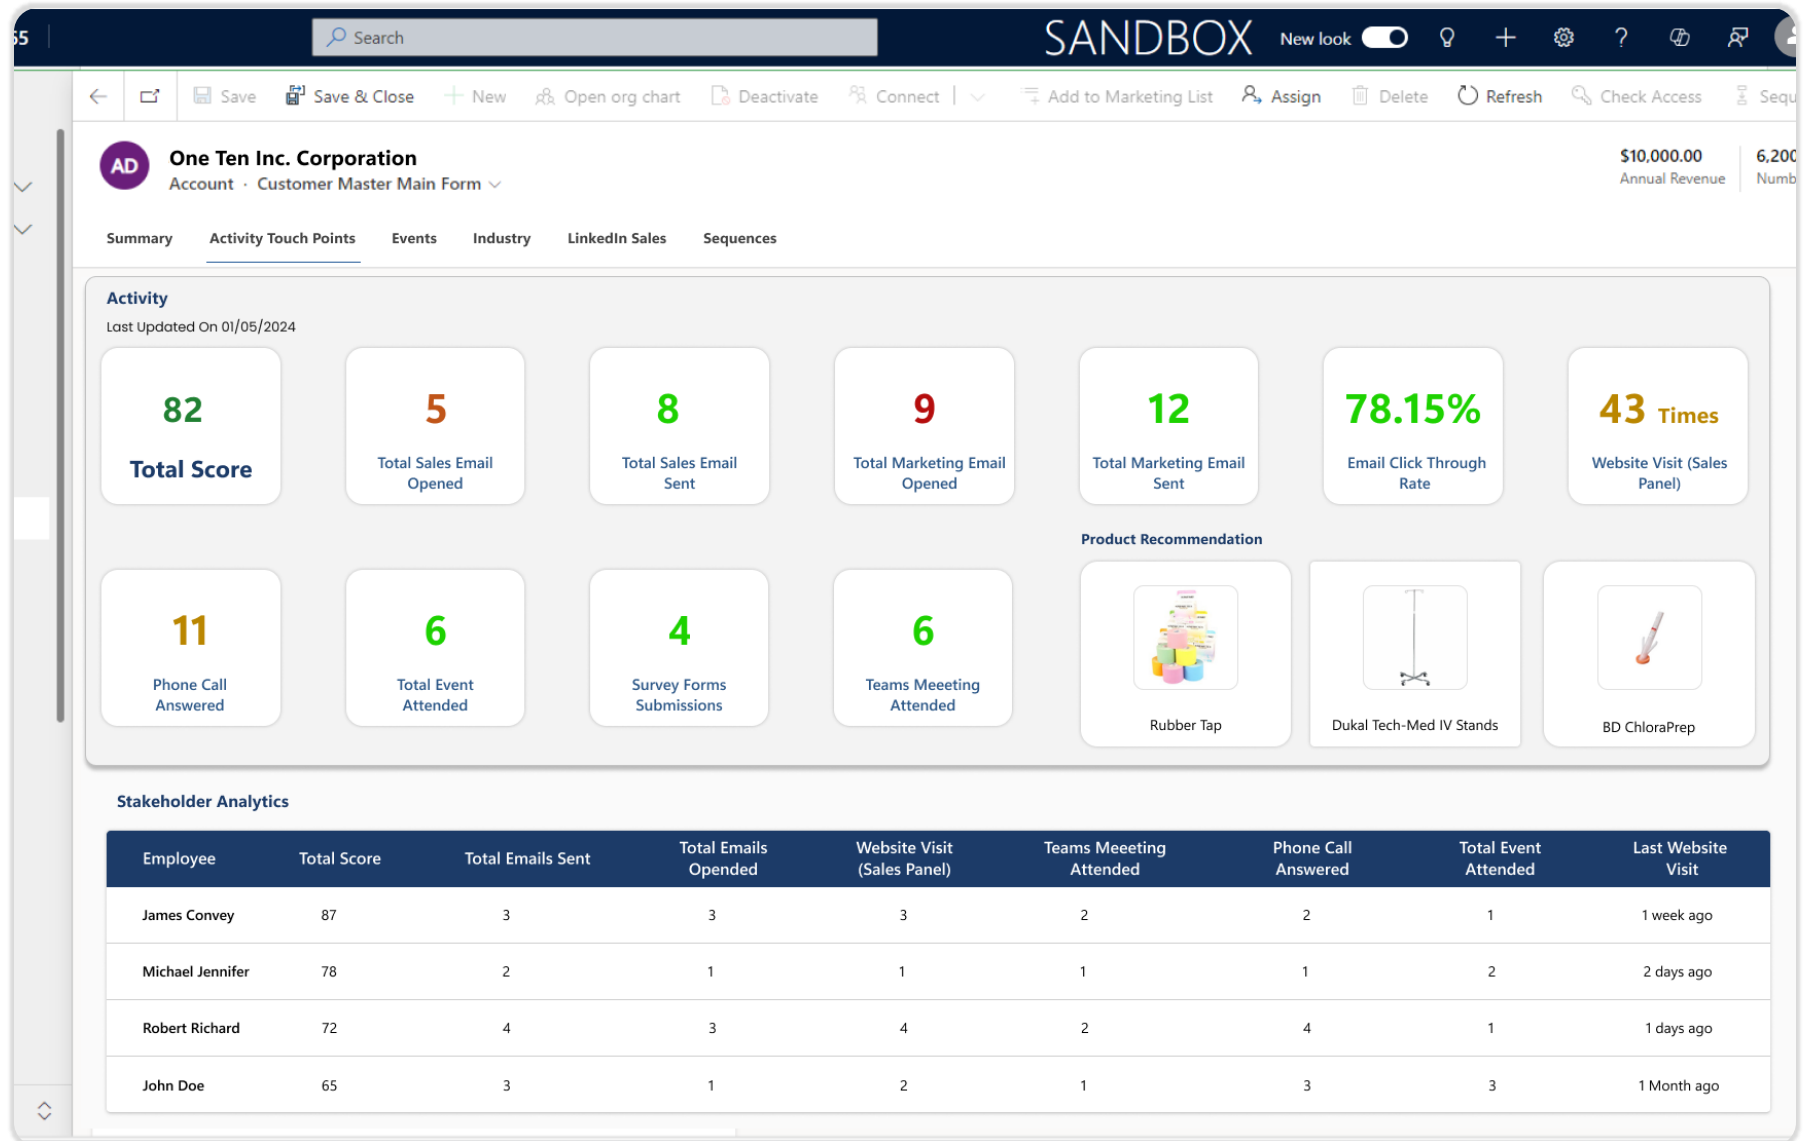 65
Search
SANDBOX
New look
Save
Save & Close
New
Open org chart
Deactivate
Connect
Add to Marketing List
Assign
Delete
Refresh
Check Access
Sequ
AD
One Ten Inc. Corporation
Account · Customer Master Main Form
$10,000.00
Annual Revenue
6,200
Numb
Summary
Activity Touch Points
Events
Industry
LinkedIn Sales
Sequences
Activity
Last Updated On 01/05/2024
82
Total Score
5
Total Sales Email
Opened
8
Total Sales Email
Sent
9
Total Marketing Email
Opened
12
Total Marketing Email
Sent
78.15%
Email Click Through
Rate
43 Times
Website Visit (Sales
Panel)
11
Phone Call
Answered
6
Total Event
Attended
4
Survey Forms
Submissions
6
Teams Meeeting
Attended
Product Recommendation
Rubber Tap
Dukal Tech-Med IV Stands
BD ChloraPrep
Stakeholder Analytics
Employee
Total Score
Total Emails Sent
Total Emails
Opended
Website Visit
(Sales Panel)
Teams Meeeting
Attended
Phone Call
Answered
Total Event
Attended
Last Website
Visit
James Convey 87 3 3 3 2 2 1 1 week ago
Michael Jennifer 78 2 1 1 1 1 2 2 days ago
Robert Richard 72 4 3 4 2 4 1 1 days ago
John Doe 65 3 1 2 1 3 3 1 Month ago